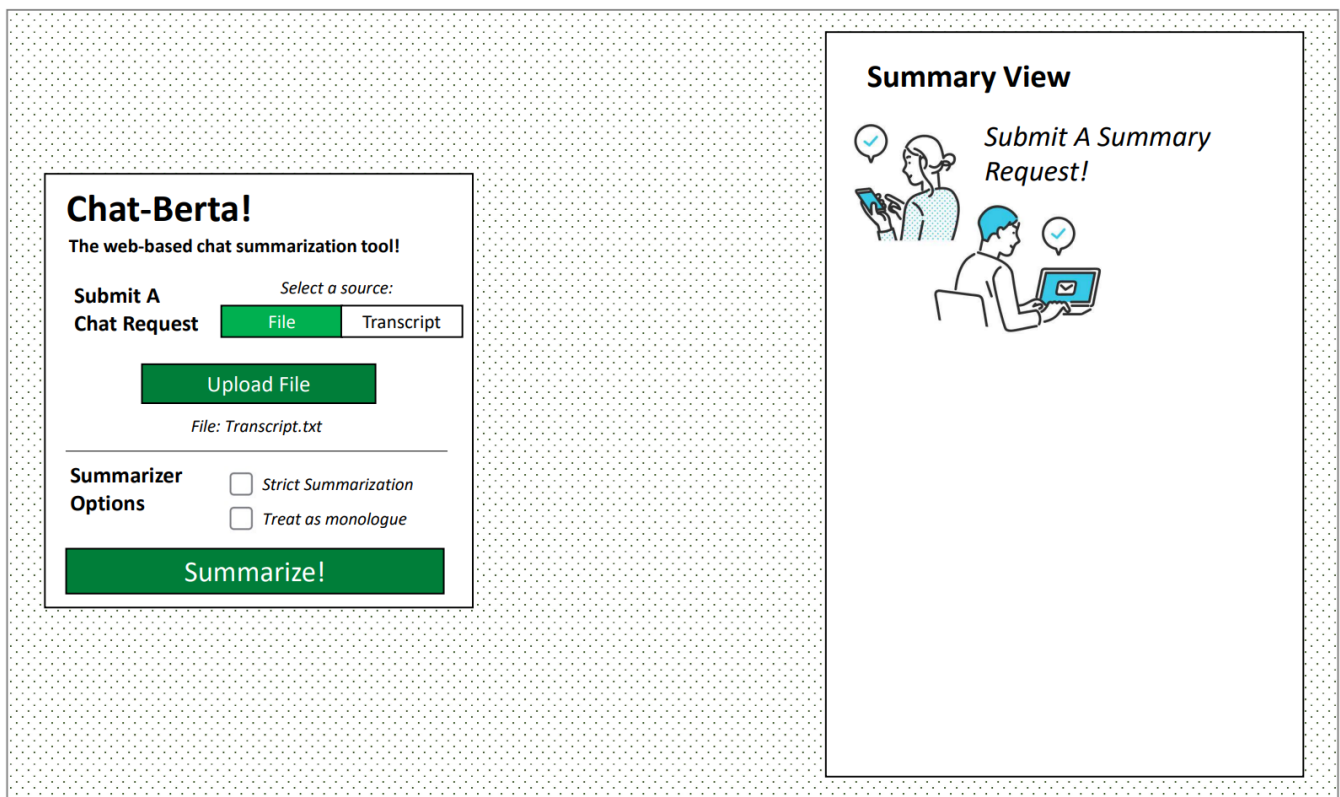 Chat-Berta!
The web-based chat summarization tool!
Submit A
Chat Request
Select a source:
File
Transcript
Upload File
File: Transcript.txt
Summarizer
Options
Strict Summarization
Treat as monologue
Summarize!
Summary View
Submit A Summary
Request!